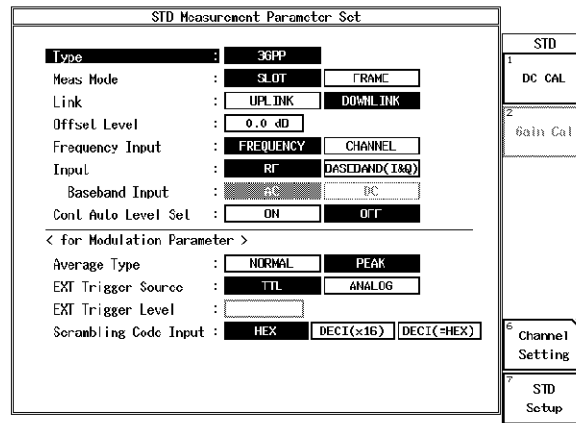 STD Measurement Parameter Set
Type : 3GPP
Meas Mode : SLOT FRAME
Link : UPLINK DOWNLINK
Offset Level : 0.0 dB
Frequency Input : FREQUENCY CHANNEL
Input : RF BASEBAND(I&Q)
Baseband Input : AC DC
Cont Auto Level Set : ON OFF
< for Modulation Parameter >
Average Type : NORMAL PEAK
EXT Trigger Source : TTL ANALOG
EXT Trigger Level :
Scrambling Code Input : HEX DECI(x16) DECI(=HEX)
STD
1
DC CAL
2
Gain Cal
6
Channel
Setting
7
STD
Setup